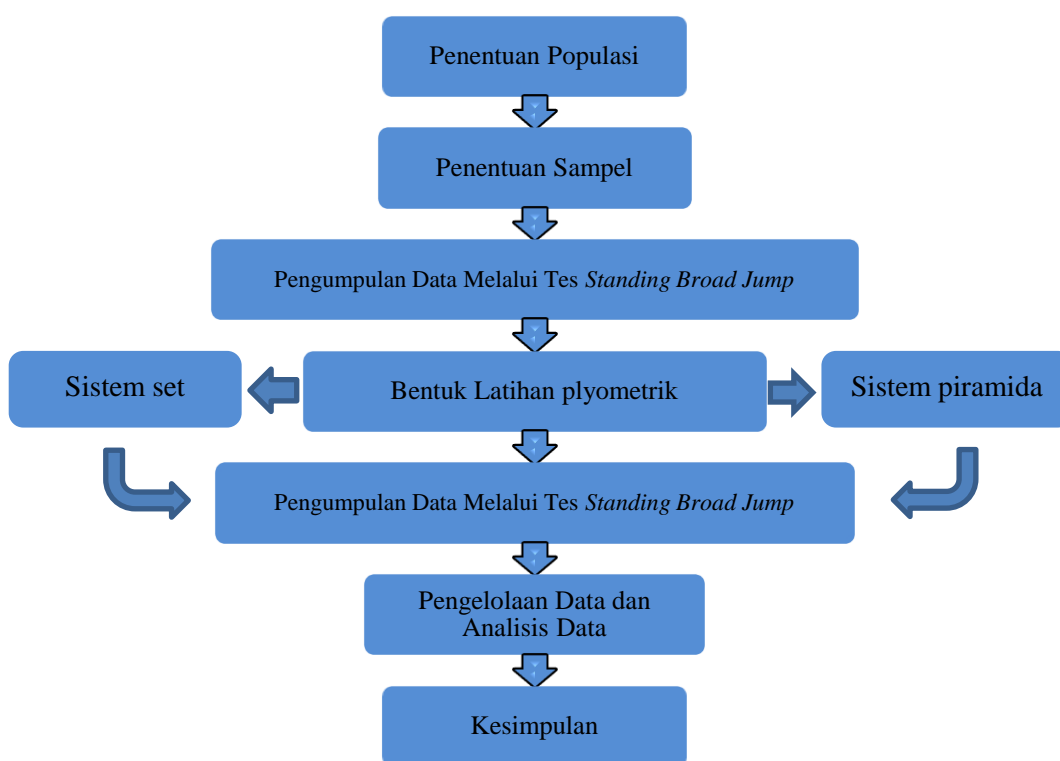 Penentuan Populasi
Penentuan Sampel
Pengumpulan Data Melalui Tes Standing Broad Jump
Sistem set
Bentuk Latihan plyometrik
Sistem piramida
Pengumpulan Data Melalui Tes Standing Broad Jump
Pengelolaan Data dan
Analisis Data
Kesimpulan